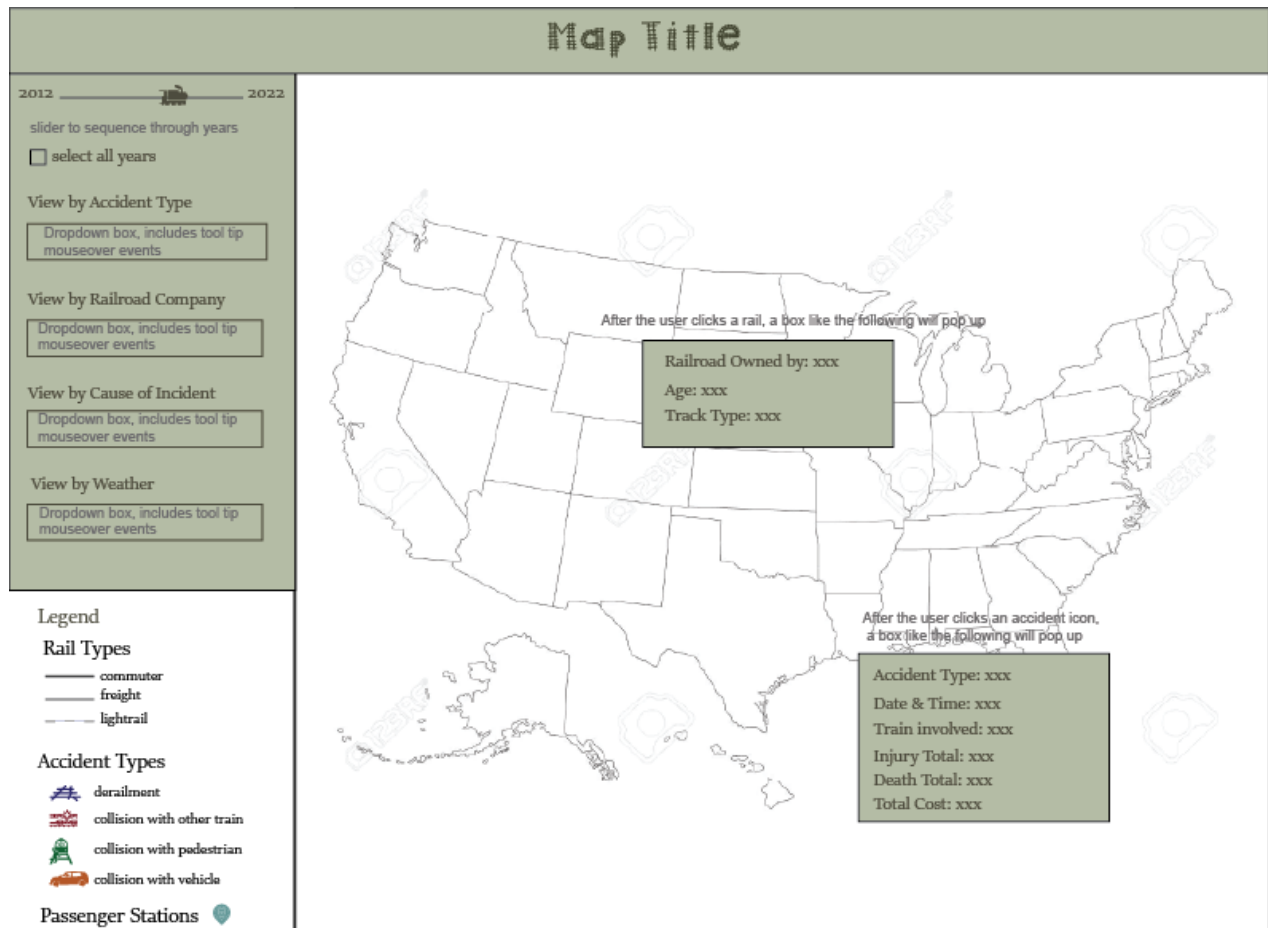 Map Title
2012 2022
slider to sequence through years
select all years
View by Accident Type
Dropdown box, includes tool tip
mouseover events
View by Railroad Company
Dropdown box, includes tool tip
mouseover events
View by Cause of Incident
Dropdown box, includes tool tip
mouseover events
View by Weather
Dropdown box, includes tool tip
mouseover events
Legend
Rail Types
commuter
freight
lightrail
Accident Types
derailment
collision with other train
collision with pedestrian
collision with vehicle
Passenger Stations
After the user clicks a rail, a box like the following will pop up
Railroad Owned by: xxx
Age: xxx
Track Type: xxx
After the user clicks an accident icon,
a box like the following will pop up
Accident Type: xxx
Date & Time: xxx
Train involved: xxx
Injury Total: xxx
Death Total: xxx
Total Cost: xxx
123RF
123RF
123RF
123RF
123RF
123RF